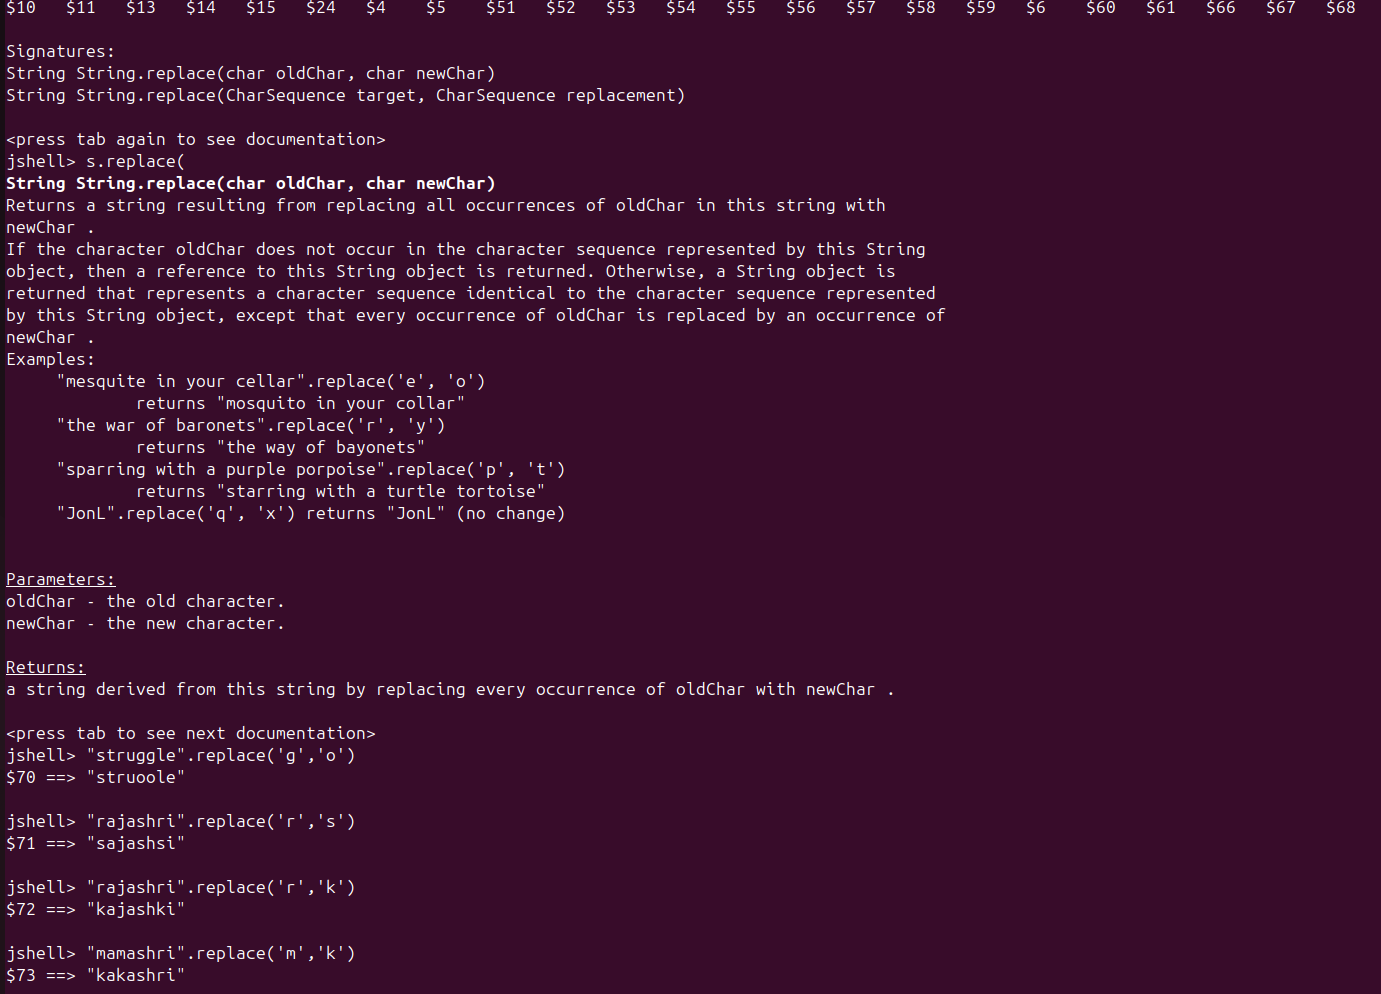 $10   $11   $13   $14   $15   $24   $4    $5    $51   $52   $53   $54   $55   $56   $57   $58   $59   $6    $60   $61   $66   $67   $68
Signatures:
String String.replace(char oldChar, char newChar)
String String.replace(CharSequence target, CharSequence replacement)
<press tab again to see documentation>
jshell> s.replace(
String String.replace(char oldChar, char newChar)
Returns a string resulting from replacing all occurrences of oldChar in this string with
newChar .
If the character oldChar does not occur in the character sequence represented by this String
object, then a reference to this String object is returned. Otherwise, a String object is
returned that represents a character sequence identical to the character sequence represented
by this String object, except that every occurrence of oldChar is replaced by an occurrence of
newChar .
Examples:
     "mesquite in your cellar".replace('e', 'o')
             returns "mosquito in your collar"
     "the war of baronets".replace('r', 'y')
             returns "the way of bayonets"
     "sparring with a purple porpoise".replace('p', 't')
             returns "starring with a turtle tortoise"
     "JonL".replace('q', 'x') returns "JonL" (no change)
Parameters:
oldChar - the old character.
newChar - the new character.
Returns:
a string derived from this string by replacing every occurrence of oldChar with newChar .
<press tab to see next documentation>
jshell> "struggle".replace('g','o')
$70 ==> "struoole"
jshell> "rajashri".replace('r','s')
$71 ==> "sajashsi"
jshell> "rajashri".replace('r','k')
$72 ==> "kajashki"
jshell> "mamashri".replace('m','k')
$73 ==> "kakashri"